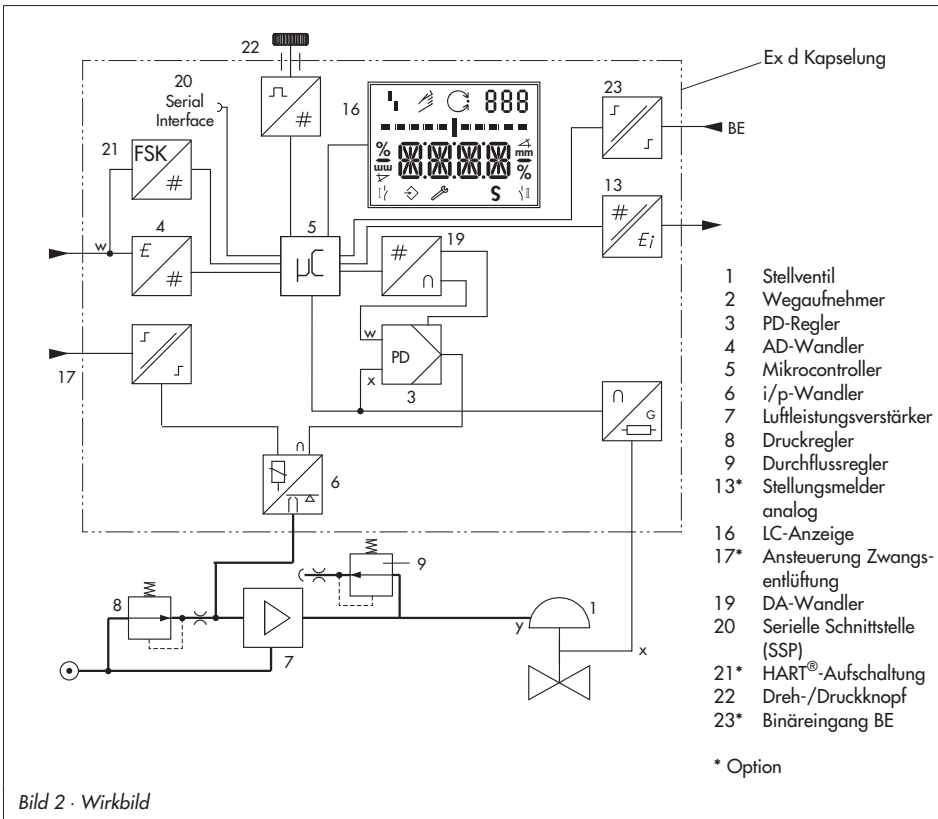 22
Ex d Kapselung
20
Serial
Interface
#
16
888
%
mm
mm
%
S
23
BE
21
FSK
#
13
#
Ei
w
4
E
#
5
µC
19
#
∩
w
PD
x
3
17
∩
G
∩
6
∩
8
9
7
y
1
x
1 Stellventil
2 Wegaufnehmer
3 PD-Regler
4 AD-Wandler
5 Mikrocontroller
6 i/p-Wandler
7 Luftleistungsverstärker
8 Druckregler
9 Durchflussregler
13* Stellungsmelder
analog
16 LC-Anzeige
17* Ansteuerung Zwangs-
entlüftung
19 DA-Wandler
20 Serielle Schnittstelle
(SSP)
21* HART®-Aufschaltung
22 Dreh-/Druckknopf
23* Binäreingang BE
* Option
Bild 2 · Wirkbild